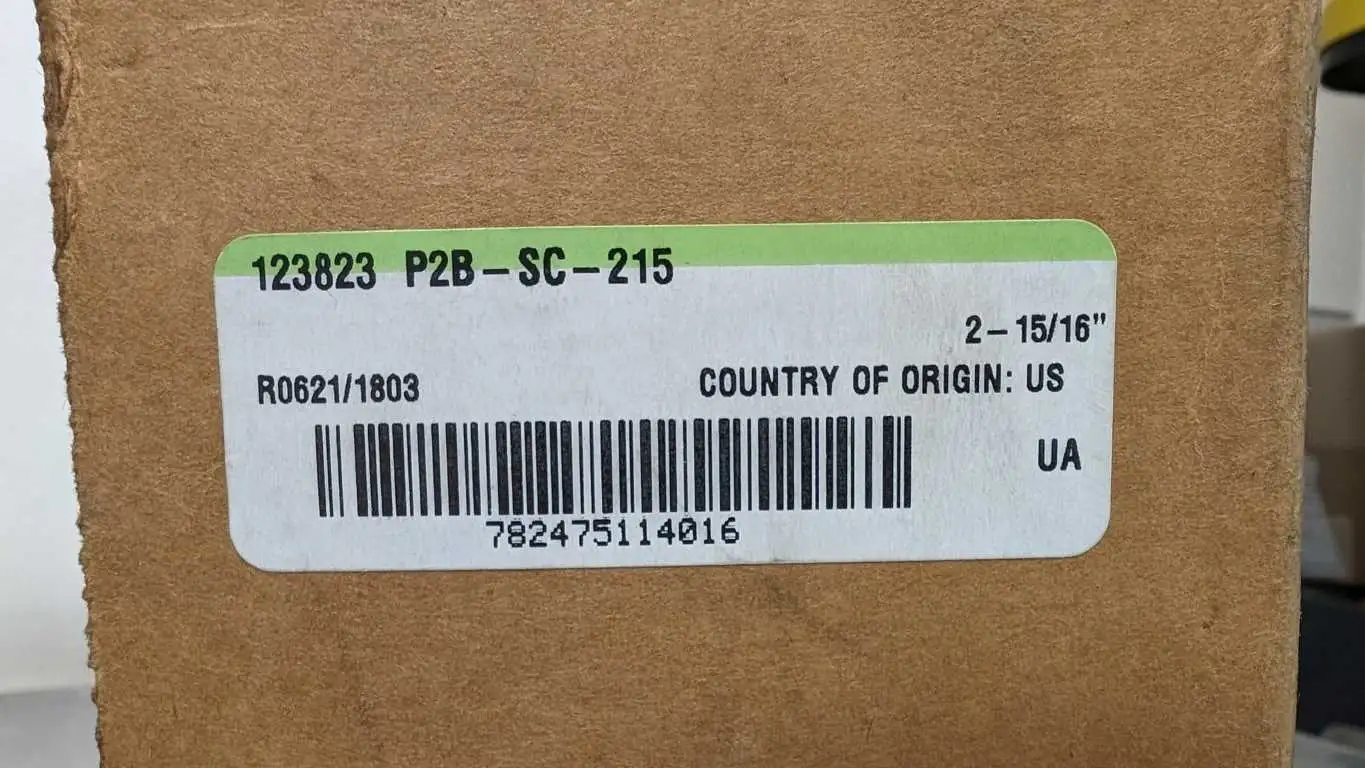 123823 P2B-SC-215
2-15/16"
R0621/1803
COUNTRY OF ORIGIN: US
UA
782475114016